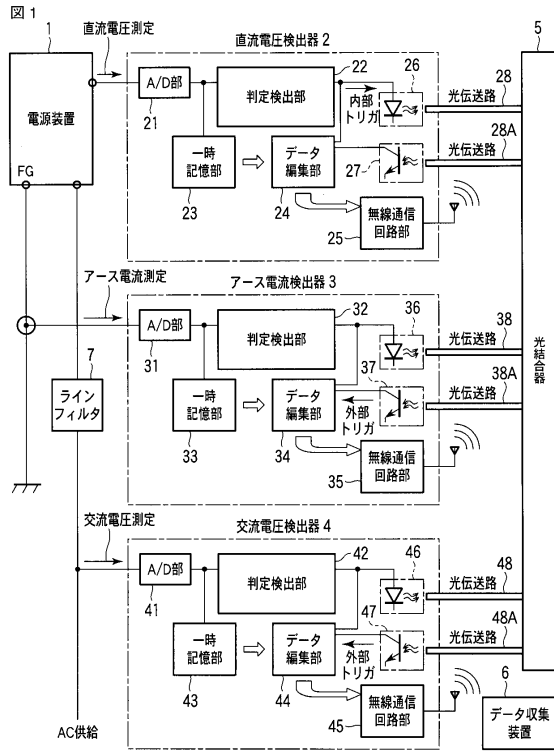 図1
1
電源装置
FG
直流電圧測定
直流電圧検出器2
A/D部
21
22
判定検出部
内部
トリガ
26
光伝送路
28
5
一時
記憶部
23
データ
編集部
24
27
光伝送路
28A
無線通信
回路部
25
アース電流測定
アース電流検出器3
A/D部
31
32
判定検出部
36
光伝送路
38
光結合器
7
ライン
フィルタ
一時
記憶部
33
データ
編集部
34
37
外部
トリガ
光伝送路
38A
無線通信
回路部
35
交流電圧測定
交流電圧検出器4
A/D部
41
42
判定検出部
46
光伝送路
48
一時
記憶部
43
データ
編集部
44
47
外部
トリガ
光伝送路
48A
無線通信
回路部
45
6
データ収集
装置
AC供給